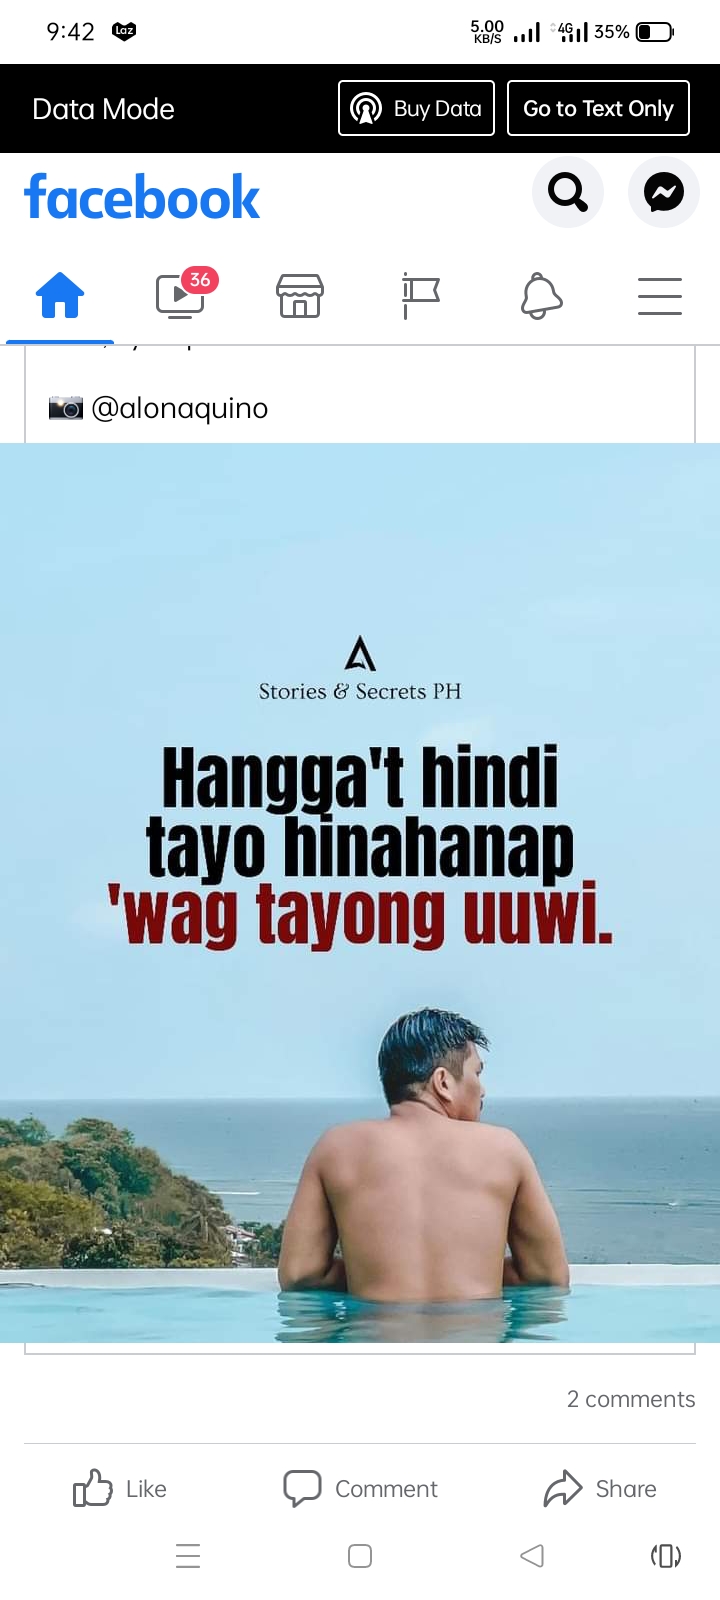 9:42 Laz 5.00 KB/S 4G 35%
Data Mode Buy Data Go to Text Only
facebook
36
@alonaquino
Stories & Secrets PH
Hangga't hindi
tayo hinahanap
'wag tayong uuwi.
2 comments
Like Comment Share